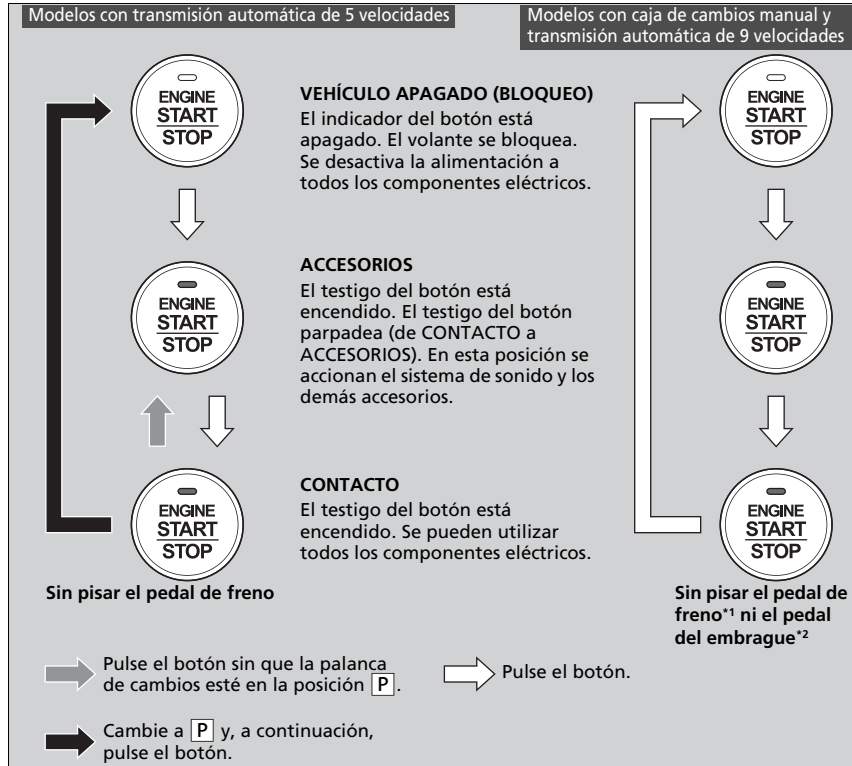 Modelos con transmisión automática de 5 velocidades
Modelos con caja de cambios manual y
transmisión automática de 9 velocidades
ENGINE
START
STOP
VEHÍCULO APAGADO (BLOQUEO)
El indicador del botón está
apagado. El volante se bloquea.
Se desactiva la alimentación a
todos los componentes eléctricos.
ENGINE
START
STOP
ENGINE
START
STOP
ACCESORIOS
El testigo del botón está
encendido. El testigo del botón
parpadea (de CONTACTO a
ACCESORIOS). En esta posición se
accionan el sistema de sonido y los
demás accesorios.
ENGINE
START
STOP
ENGINE
START
STOP
Sin pisar el pedal de freno
CONTACTO
El testigo del botón está
encendido. Se pueden utilizar
todos los componentes eléctricos.
ENGINE
START
STOP
Sin pisar el pedal de
freno*1 ni el pedal
del embrague*2
Pulse el botón sin que la palanca
de cambios esté en la posición P.
Pulse el botón.
Cambie a P y, a continuación,
pulse el botón.